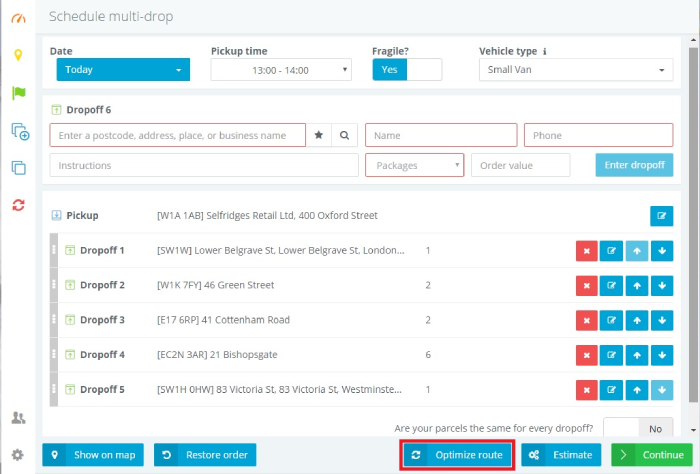 Schedule multi-drop
Date Pickup time Fragile? Vehicle type i
Today 13:00 - 14:00 Yes Small Van
Dropoff 6
Enter a postcode, address, place, or business name Name Phone
Instructions Packages Order value Enter dropoff
Pickup [W1A 1AB] Selfridges Retail Ltd, 400 Oxford Street
Dropoff 1 [SW1W] Lower Belgrave St, Lower Belgrave St, London... 1
Dropoff 2 [W1K 7FY] 46 Green Street 2
Dropoff 3 [E17 6RP] 41 Cottenham Road 2
Dropoff 4 [EC2N 3AR] 21 Bishopsgate 6
Dropoff 5 [SW1H 0HW] 83 Victoria St, 83 Victoria St, Westminste... 1
Are your parcels the same for every dropoff? No
Show on map Restore order Optimize route Estimate Continue